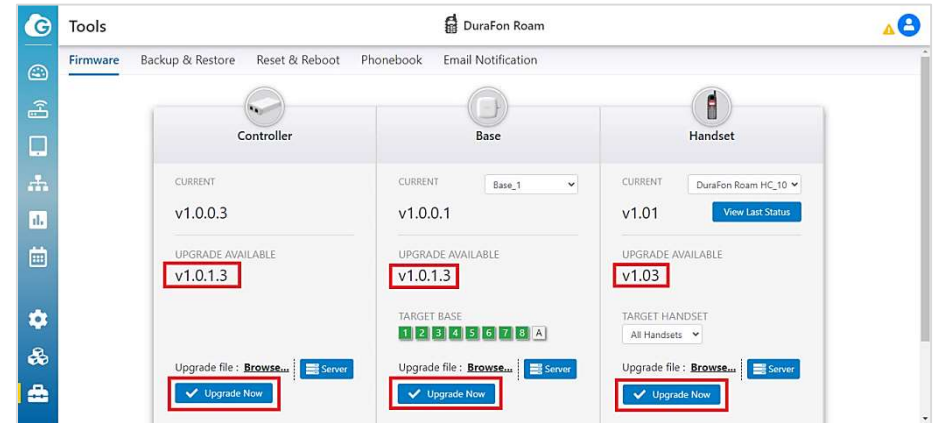 Tools
DuraFon Roam
Firmware Backup & Restore Reset & Reboot Phonebook Email Notification
Controller Base Handset
CURRENT
v1.0.0.3
UPGRADE AVAILABLE
v1.0.1.3
Upgrade file : Browse... Server
Upgrade Now
CURRENT Base_1
v1.0.0.1
UPGRADE AVAILABLE
v1.0.1.3
TARGET BASE
1 2 3 4 5 6 7 8 A
Upgrade file : Browse... Server
Upgrade Now
CURRENT DuraFon Roam HC_10
v1.01 View Last Status
UPGRADE AVAILABLE
v1.03
TARGET HANDSET
All Handsets
Upgrade file : Browse... Server
Upgrade Now